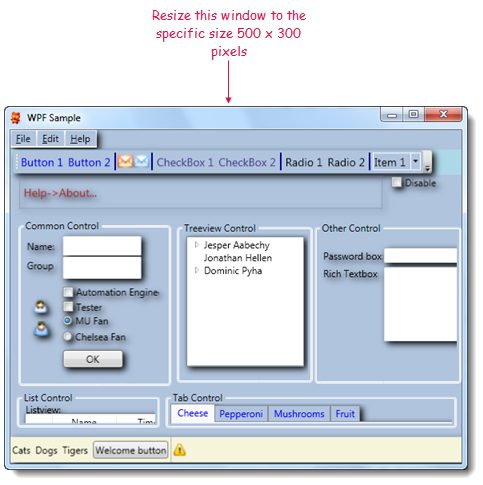 Resize this window to the
specific size 500 x 300
pixels
WPF Sample
File Edit Help
Button 1 Button 2 CheckBox 1 CheckBox 2 Radio 1 Radio 2 Item 1
Help->About...
Disable
Common Control
Name:
Group
Automation Engine
Tester
MU Fan
Chelsea Fan
OK
Treeview Control
Jesper Aabechy
Jonathan Hellen
Dominic Pyha
Other Control
Password box
Rich Textbox
List Control
Listview:
Name Tim
Tab Control
Cheese Pepperoni Mushrooms Fruit
Cats Dogs Tigers Welcome button